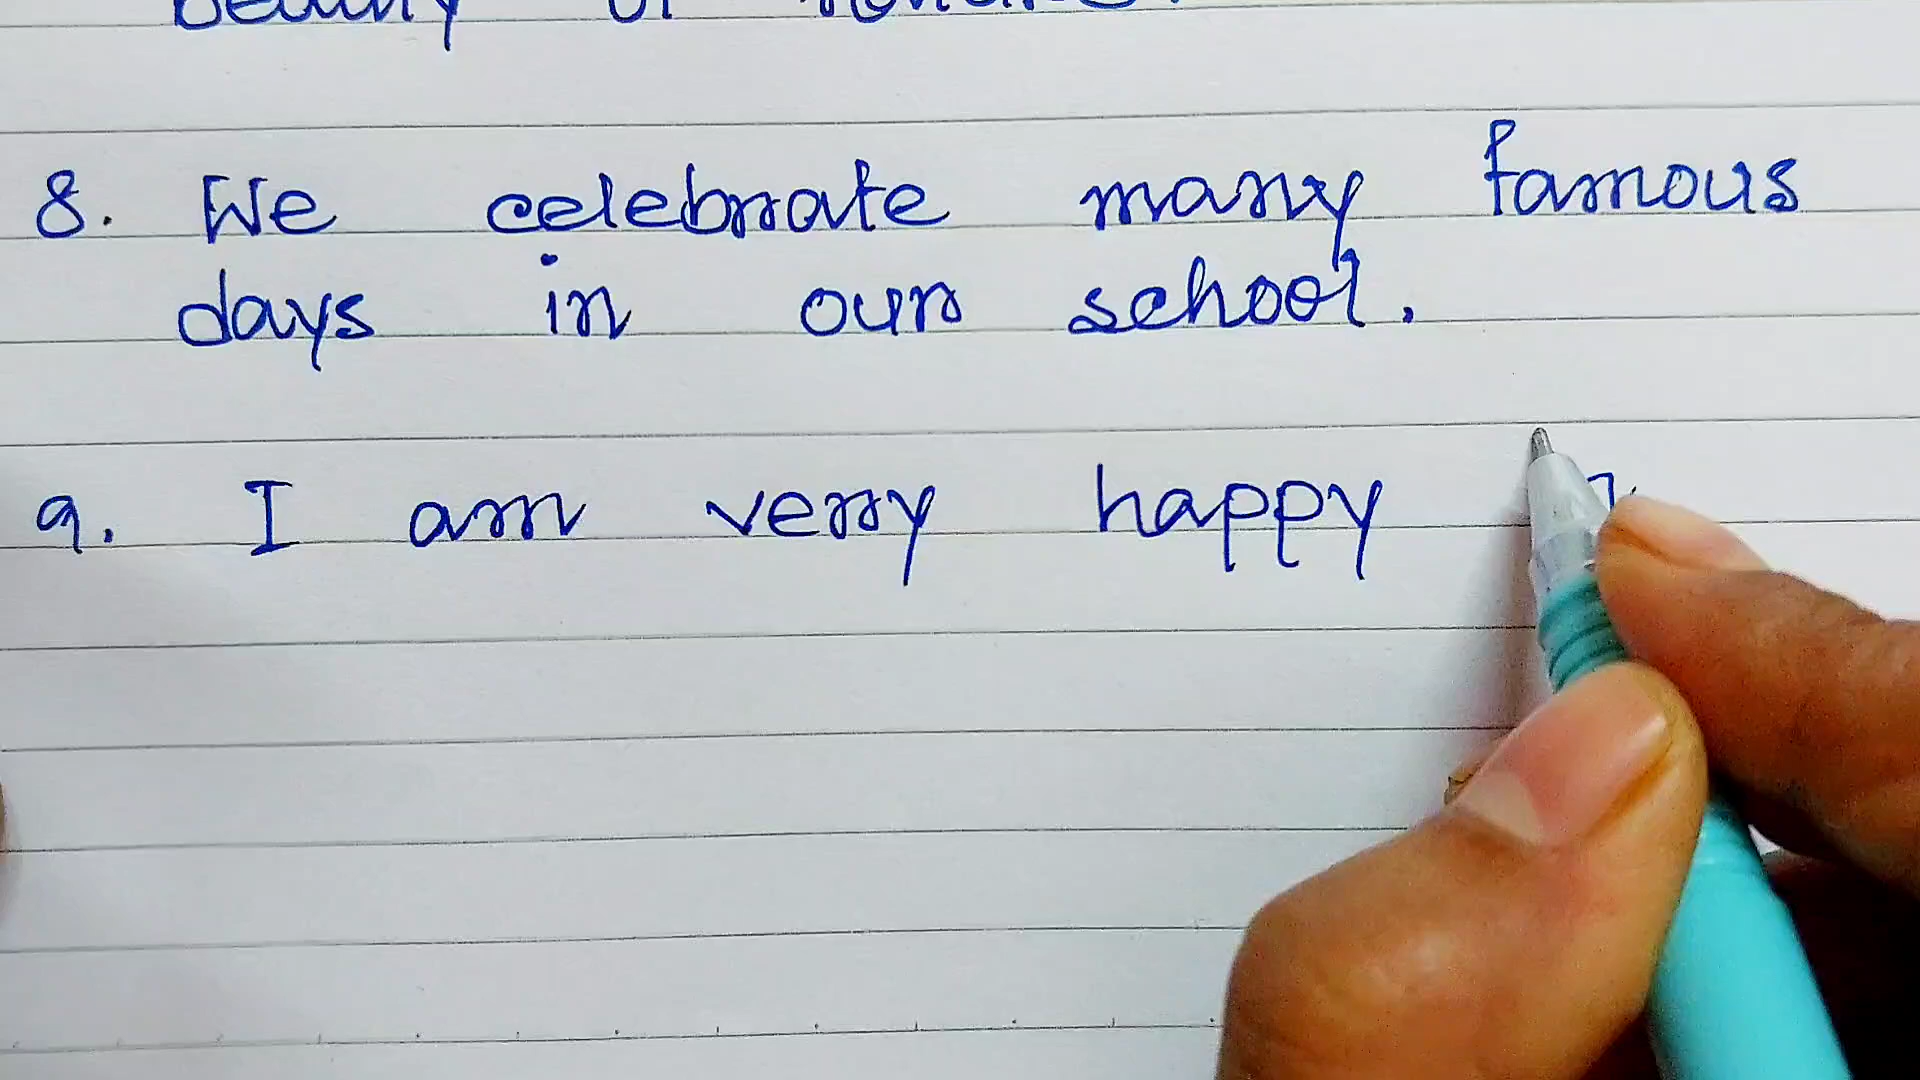 8. We celebrate many famous
days in our school.
9. I am very happy